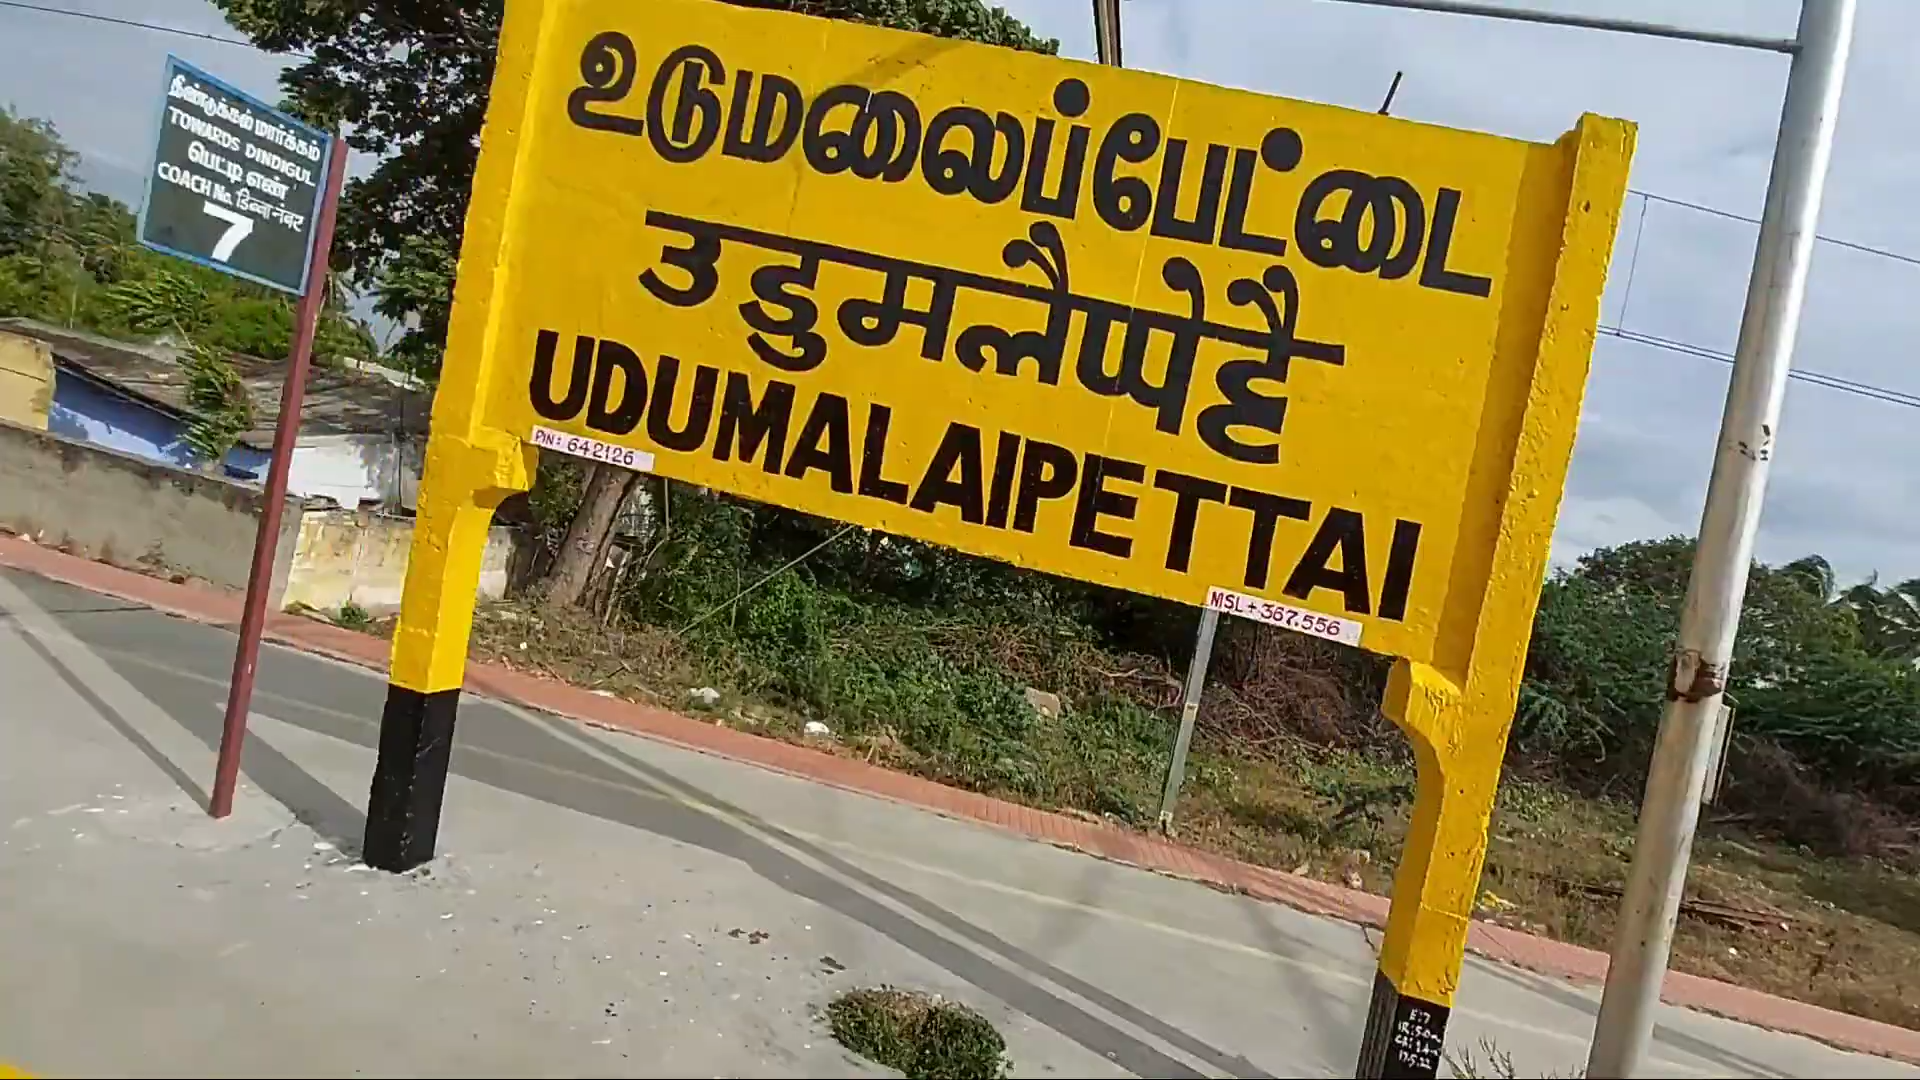 திண்டுக்கல் மார்க்கம்
TOWARDS DINDIGUL
பெட்டி எண்
COACH No. डिब्बा नंबर
7
உடுமலைப்பேட்டை
उडुमलैप्पेट्टै
UDUMALAIPETTAI
PIN: 642126
MSL + 367.556